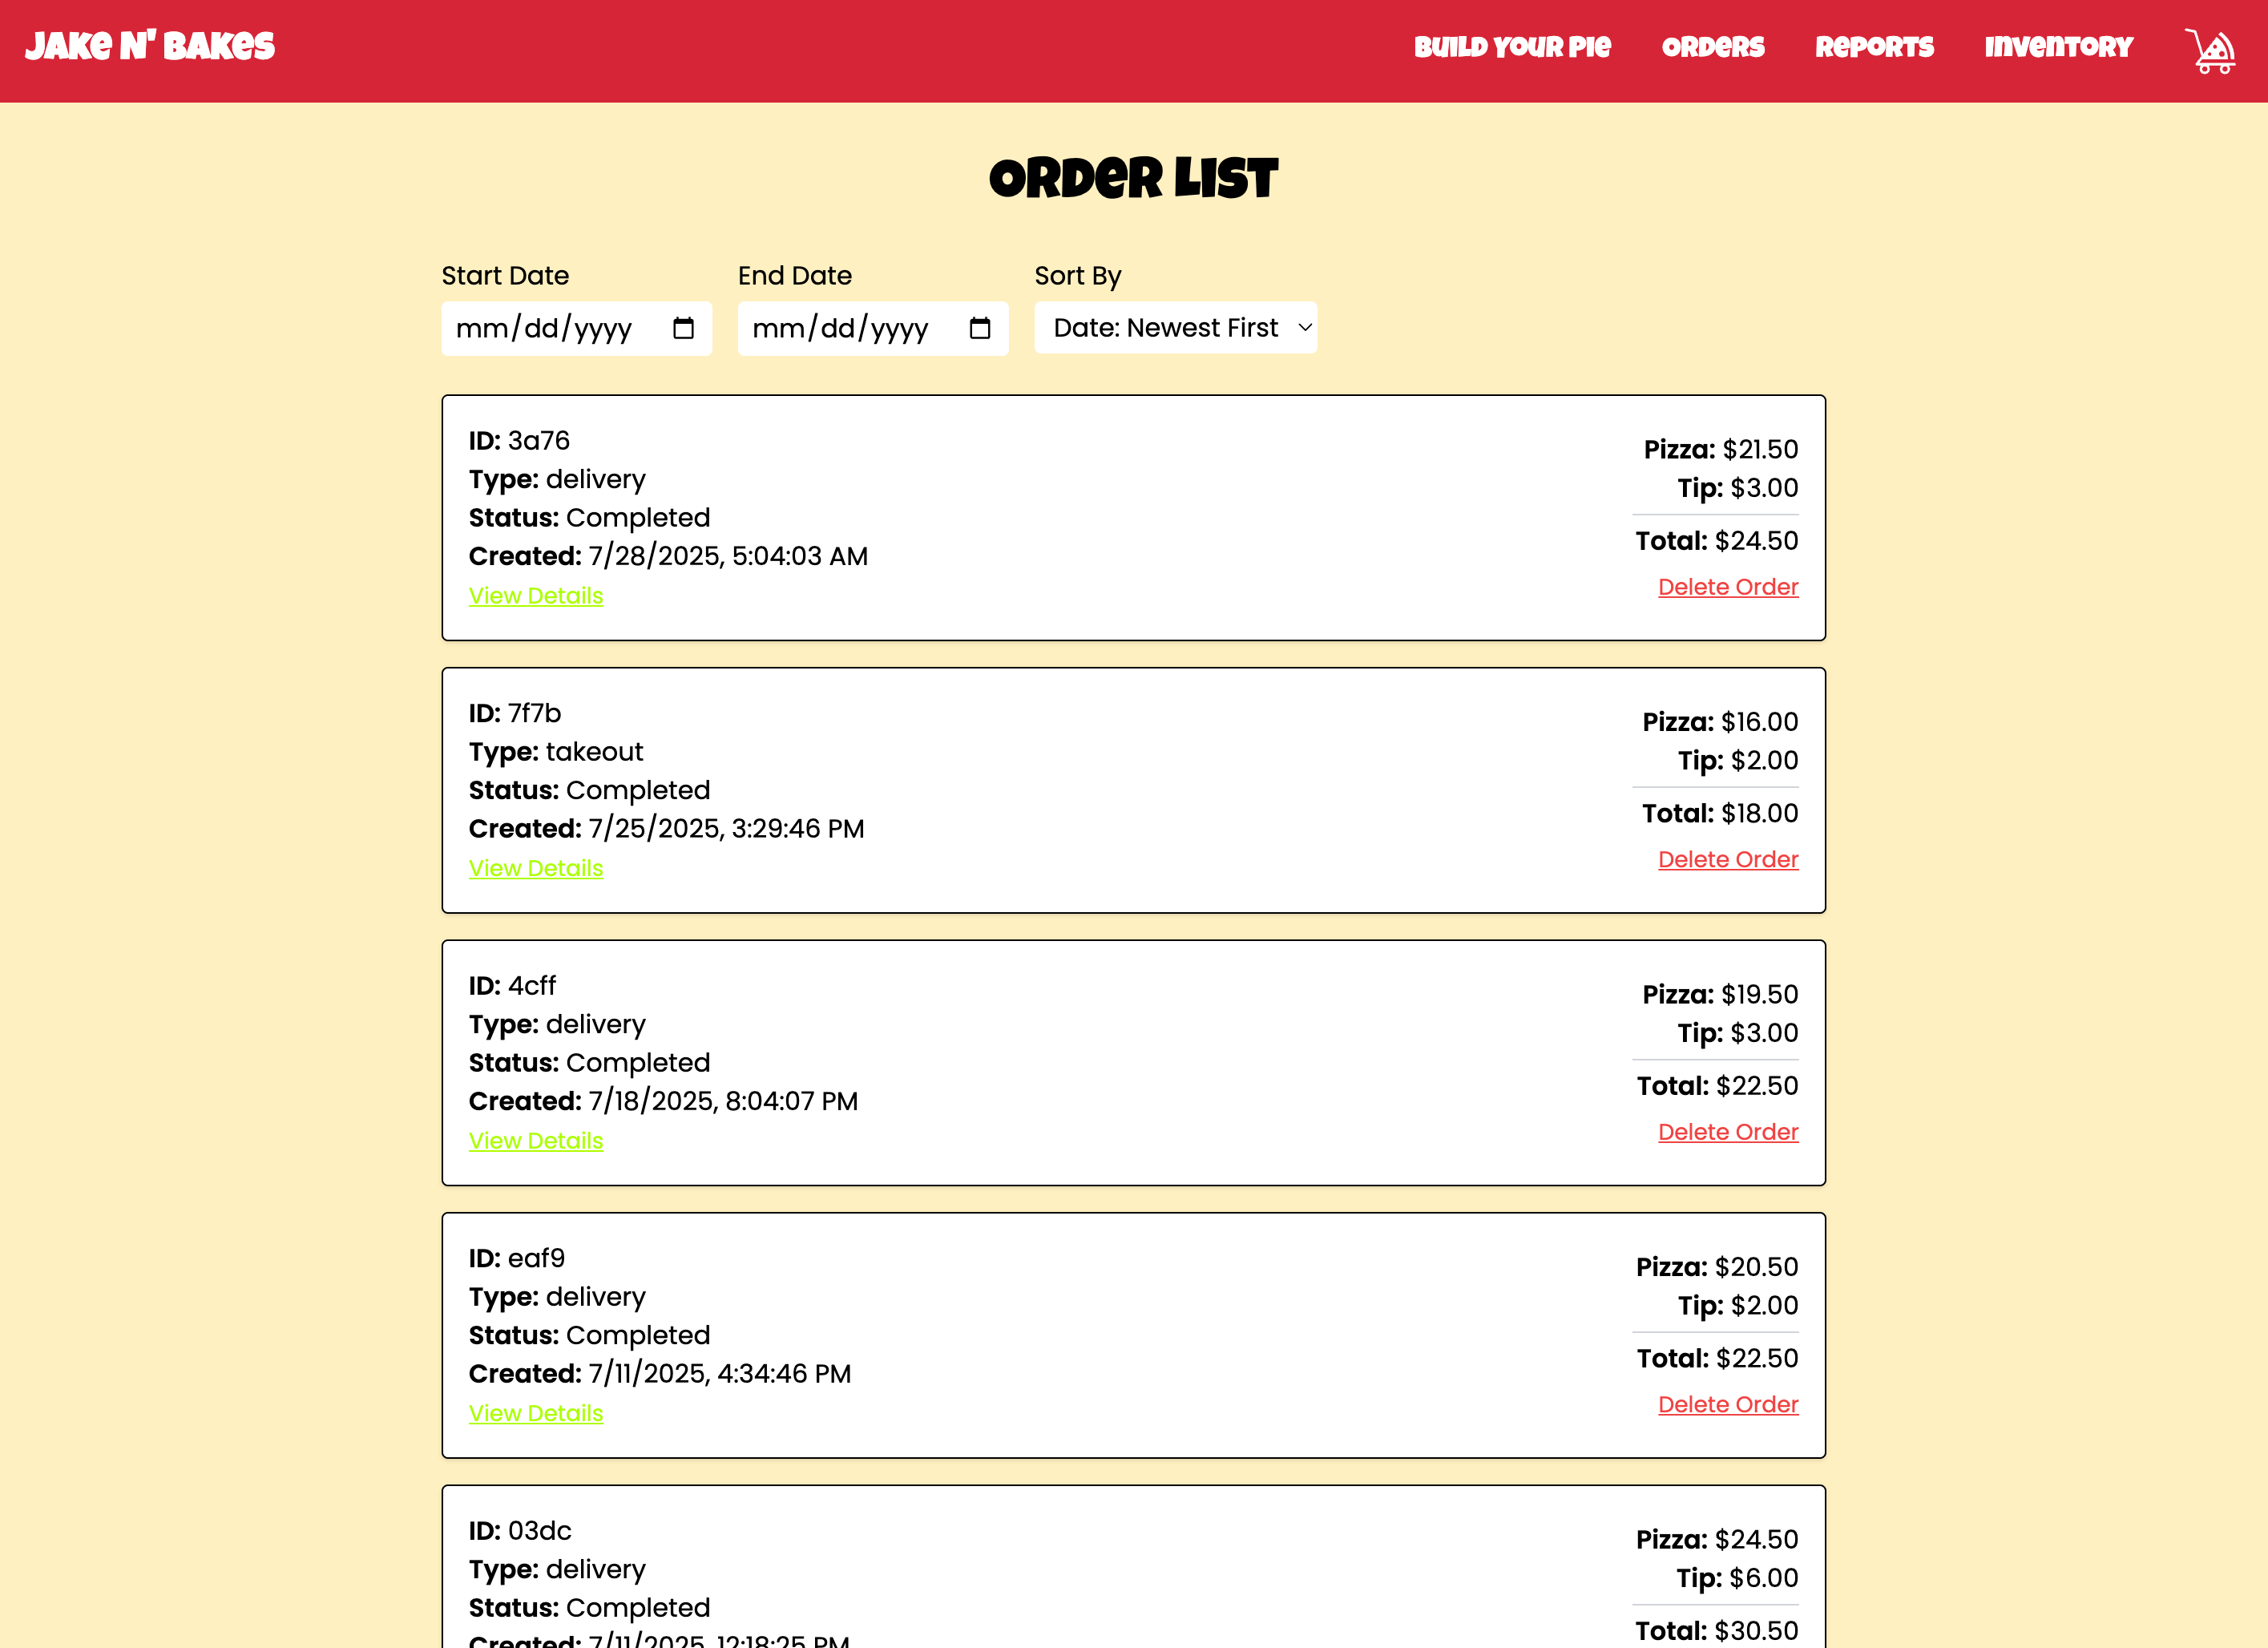 Jake n' Bakes
Build Your Pie
Orders
Reports
Inventory
Order List
Start Date
End Date
Sort By
mm/dd/yyyy
mm/dd/yyyy
Date: Newest First
ID: 3a76
Type: delivery
Status: Completed
Created: 7/28/2025, 5:04:03 AM
View Details
Pizza: $21.50
Tip: $3.00
Total: $24.50
Delete Order
ID: 7f7b
Type: takeout
Status: Completed
Created: 7/25/2025, 3:29:46 PM
View Details
Pizza: $16.00
Tip: $2.00
Total: $18.00
Delete Order
ID: 4cff
Type: delivery
Status: Completed
Created: 7/18/2025, 8:04:07 PM
View Details
Pizza: $19.50
Tip: $3.00
Total: $22.50
Delete Order
ID: eaf9
Type: delivery
Status: Completed
Created: 7/11/2025, 4:34:46 PM
View Details
Pizza: $20.50
Tip: $2.00
Total: $22.50
Delete Order
ID: 03dc
Type: delivery
Status: Completed
Created: 7/11/2025, 12:18:25 PM
Pizza: $24.50
Tip: $6.00
Total: $30.50